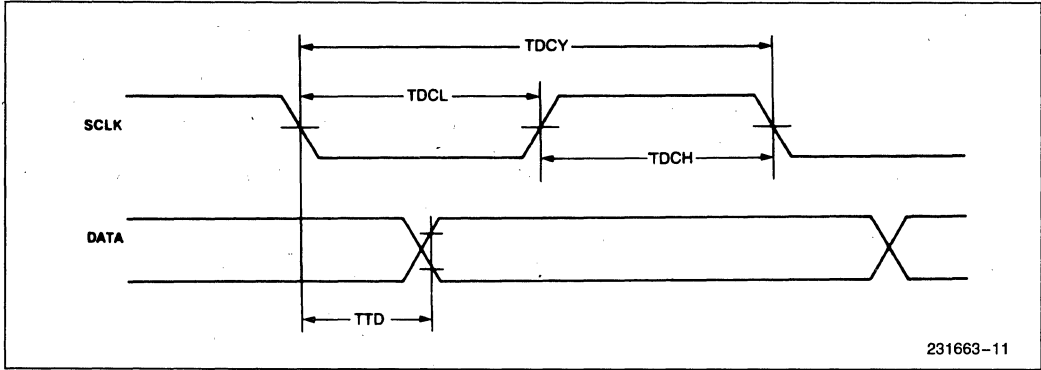 TDCY
TDCL
SCLK
TDCH
DATA
TTD
231663-11